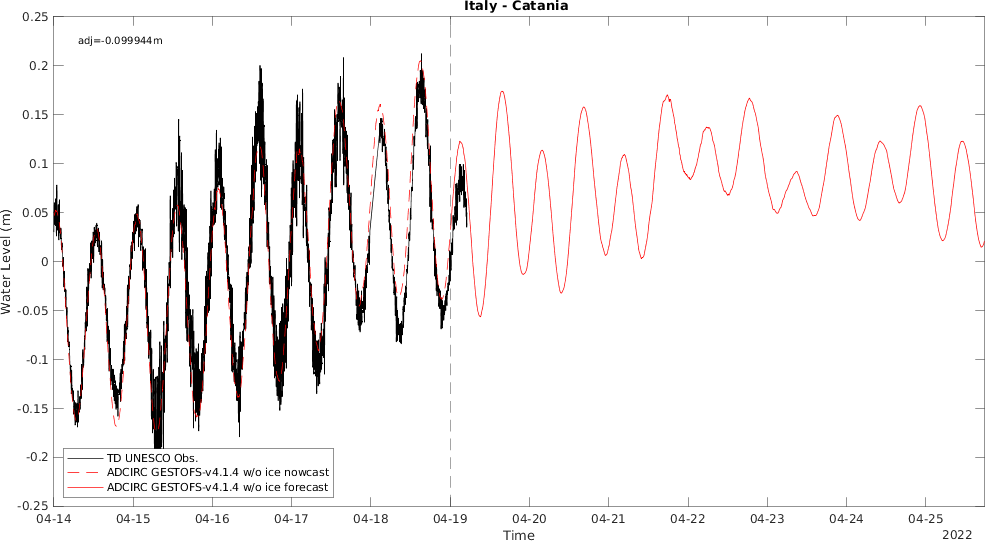 Italy - Catania
adj=-0.099944m
0.25
0.2
0.15
0.1
0.05
0
-0.05
-0.1
-0.15
-0.2
-0.25
Water Level (m)
TD UNESCO Obs.
ADCIRC GESTOFS-v4.1.4 w/o ice nowcast
ADCIRC GESTOFS-v4.1.4 w/o ice forecast
04-14 04-15 04-16 04-17 04-18 04-19 04-20 04-21 04-22 04-23 04-24 04-25
Time
2022